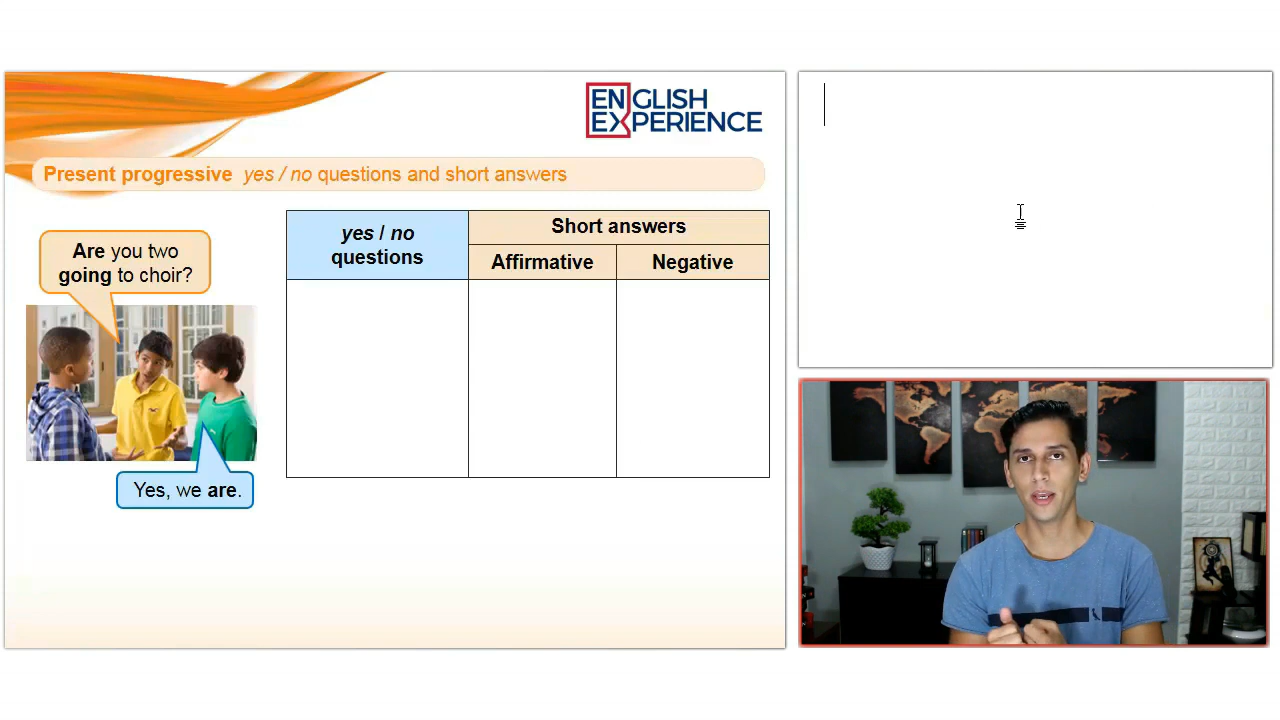 ENGLISH
EXPERIENCE
Present progressive yes / no questions and short answers
Are you two
going to choir?
Yes, we are.
yes / no
questions
Short answers
Affirmative
Negative